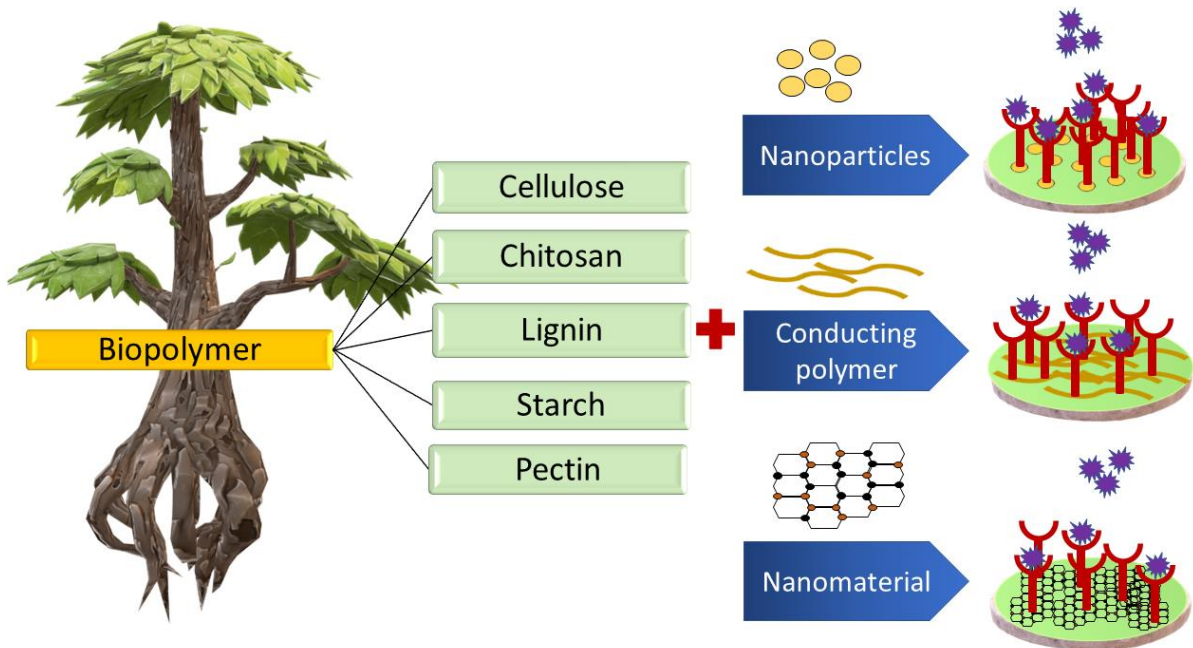 Biopolymer
Cellulose
Chitosan
Lignin
Starch
Pectin
Nanoparticles
Conducting
polymer
Nanomaterial